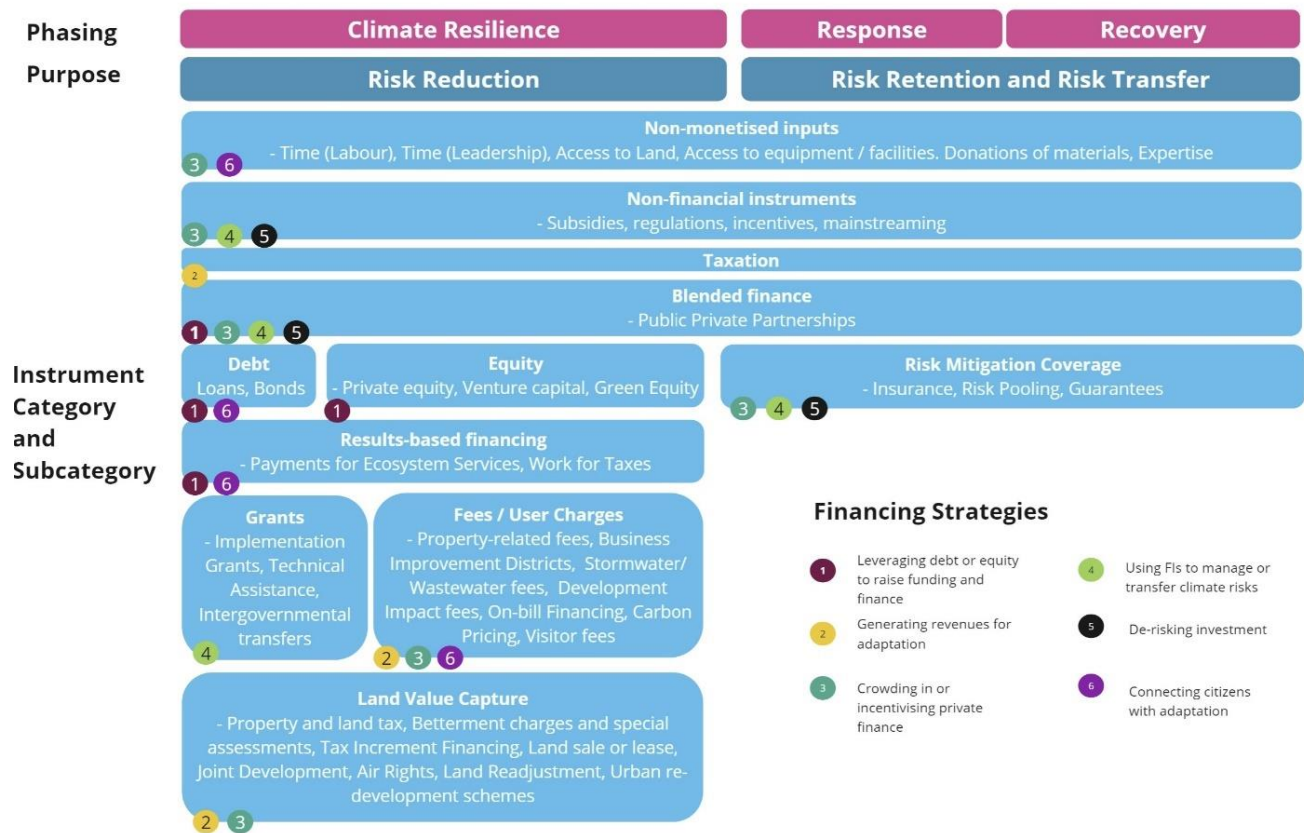 Phasing
Climate Resilience
Response
Recovery
Purpose
Risk Reduction
Risk Retention and Risk Transfer
Non-monetised inputs
- Time (Labour), Time (Leadership), Access to Land, Access to equipment / facilities. Donations of materials, Expertise
3 6
Non-financial instruments
- Subsidies, regulations, incentives, mainstreaming
3 4 5
Taxation
2
Blended finance
- Public Private Partnerships
1 3 4 5
Instrument
Category
and
Subcategory
Debt
Loans, Bonds
1 6
Equity
- Private equity, Venture capital, Green Equity
1
Risk Mitigation Coverage
- Insurance, Risk Pooling, Guarantees
3 4 5
Results-based financing
- Payments for Ecosystem Services, Work for Taxes
1 6
Grants
- Implementation
Grants, Technical
Assistance,
Intergovernmental
transfers
4
Fees / User Charges
- Property-related fees, Business
Improvement Districts, Stormwater/
Wastewater fees, Development
Impact fees, On-bill Financing, Carbon
Pricing, Visitor fees
2 3 6
Land Value Capture
- Property and land tax, Betterment charges and special
assessments, Tax Increment Financing, Land sale or lease,
Joint Development, Air Rights, Land Readjustment, Urban re-
development schemes
2 3
Financing Strategies
1
Leveraging debt or equity
to raise funding and
finance
2
Generating revenues for
adaptation
3
Crowding in or
incentivising private
finance
4
Using FIs to manage or
transfer climate risks
5
De-risking investment
6
Connecting citizens
with adaptation